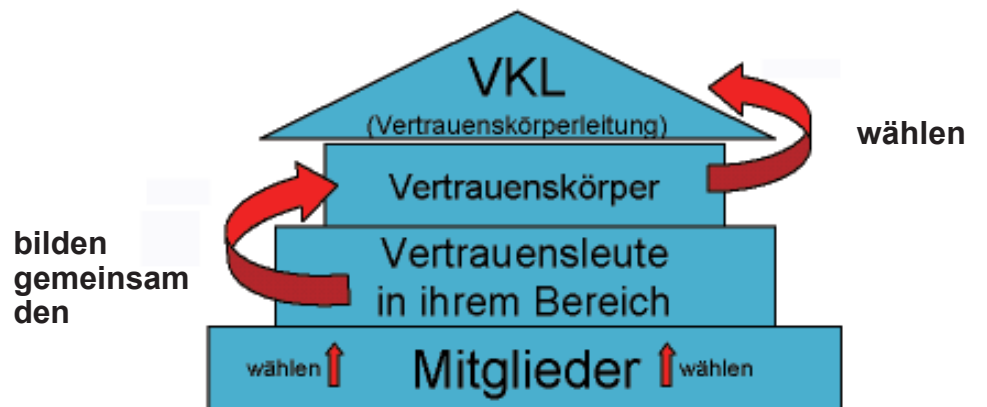 VKL
(Vertrauenskörperleitung)
wählen
Vertrauenskörper
bilden
gemeinsam
den
Vertrauensleute
in ihrem Bereich
wählen Mitglieder wählen